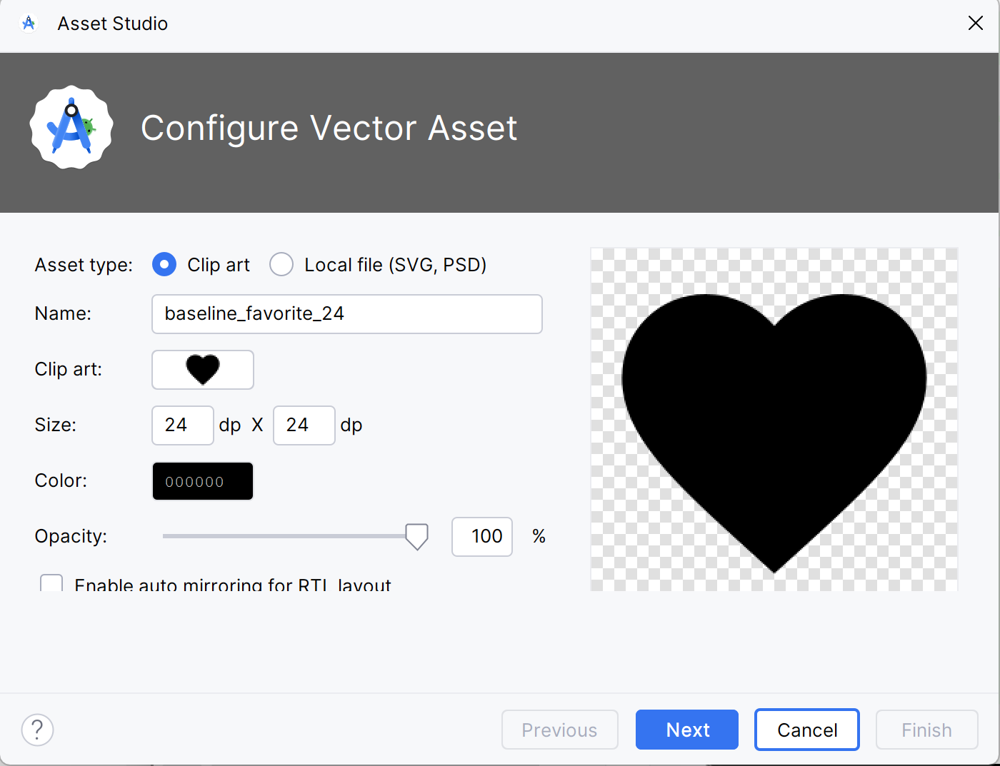 Asset Studio
Configure Vector Asset
Asset type: Clip art Local file (SVG, PSD)
Name: baseline_favorite_24
Clip art:
Size: 24 dp X 24 dp
Color: 000000
Opacity: 100 %
Enable auto mirroring for RTL layout
? Previous Next Cancel Finish